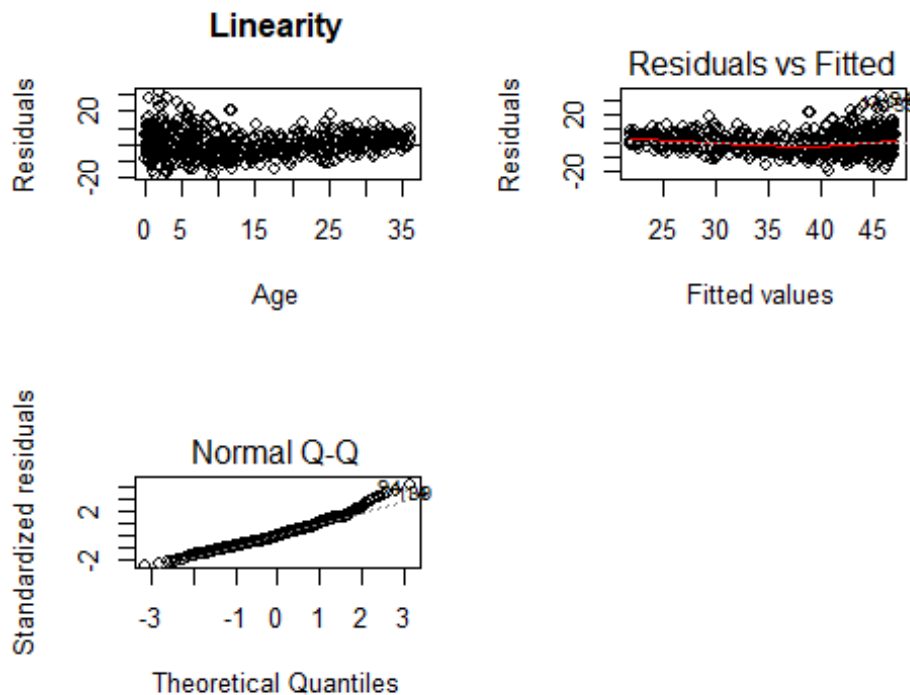 Linearity
Residuals
20
-20
0 5 15 25 35
Age
Residuals vs Fitted
Residuals
20
-20
25 30 35 40 45
Fitted values
Normal Q-Q
Standardized residuals
2
-2
-3 -1 0 1 2 3
Theoretical Quantiles